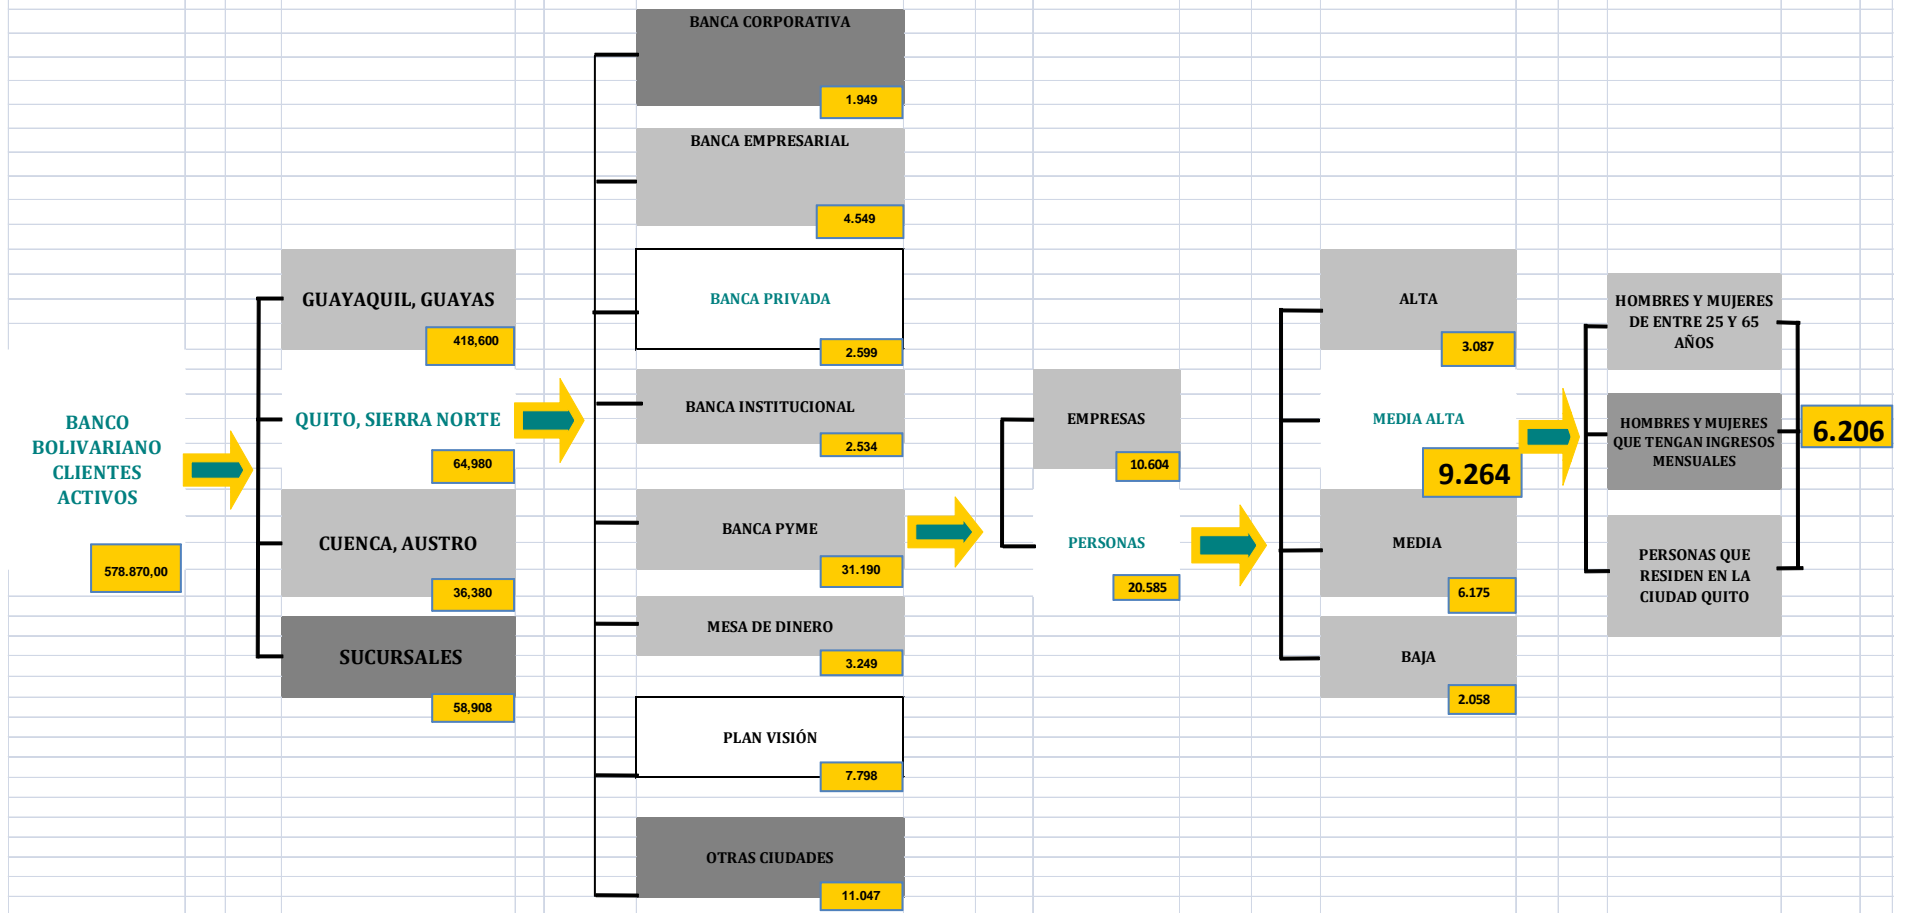 BANCO
BOLIVARIANO
CLIENTES
ACTIVOS
578.870,00
GUAYAQUIL, GUAYAS
418,600
QUITO, SIERRA NORTE
64,980
CUENCA, AUSTRO
36,380
SUCURSALES
58,908
BANCA CORPORATIVA
1.949
BANCA EMPRESARIAL
4.549
BANCA PRIVADA
2.599
BANCA INSTITUCIONAL
2.534
BANCA PYME
31.190
MESA DE DINERO
3.249
PLAN VISIÓN
7.798
OTRAS CIUDADES
11.047
EMPRESAS
10.604
PERSONAS
20.585
ALTA
3.087
MEDIA ALTA
9.264
MEDIA
6.175
BAJA
2.058
HOMBRES Y MUJERES
DE ENTRE 25 Y 65
AÑOS
HOMBRES Y MUJERES
QUE TENGAN INGRESOS
MENSUALES
PERSONAS QUE
RESIDEN EN LA
CIUDAD QUITO
6.206